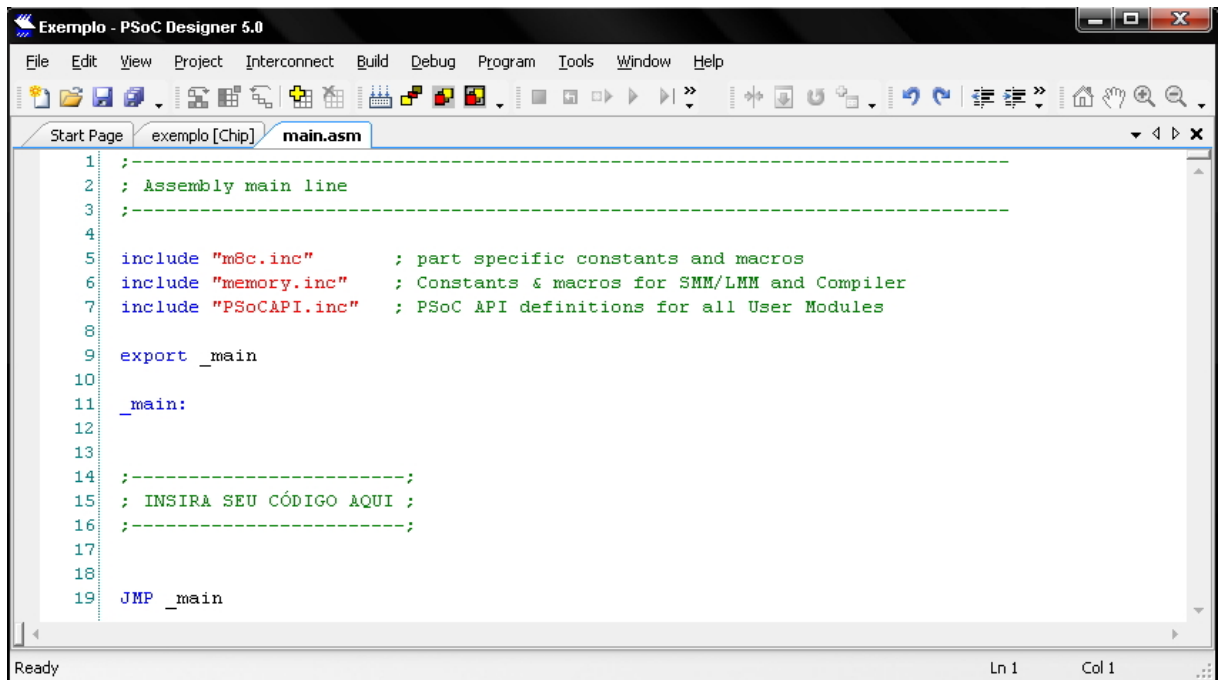 Exemplo - PSoC Designer 5.0
File Edit View Project Interconnect Build Debug Program Tools Window Help
Start Page exemplo [Chip] main.asm
1 ;--------------------------------------------------------------------------
2 ; Assembly main line
3 ;--------------------------------------------------------------------------
4
5 include "m8c.inc" ; part specific constants and macros
6 include "memory.inc" ; Constants & macros for SMM/LMM and Compiler
7 include "PSoCAPI.inc" ; PSoC API definitions for all User Modules
8
9 export _main
10
11 _main:
12
13
14 ;-----------------------;
15 ; INSIRA SEU CÓDIGO AQUI ;
16 ;-----------------------;
17
18
19 JMP _main
Ready Ln 1 Col 1